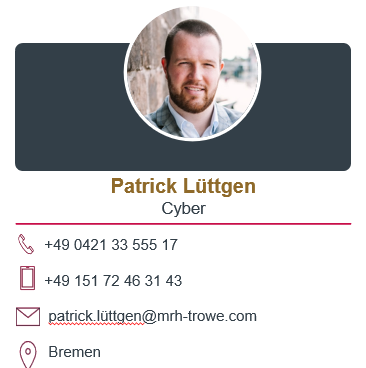 Patrick Lüttgen
Cyber
+49 0421 33 555 17
+49 151 72 46 31 43
patrick.lüttgen@mrh-trowe.com
Bremen